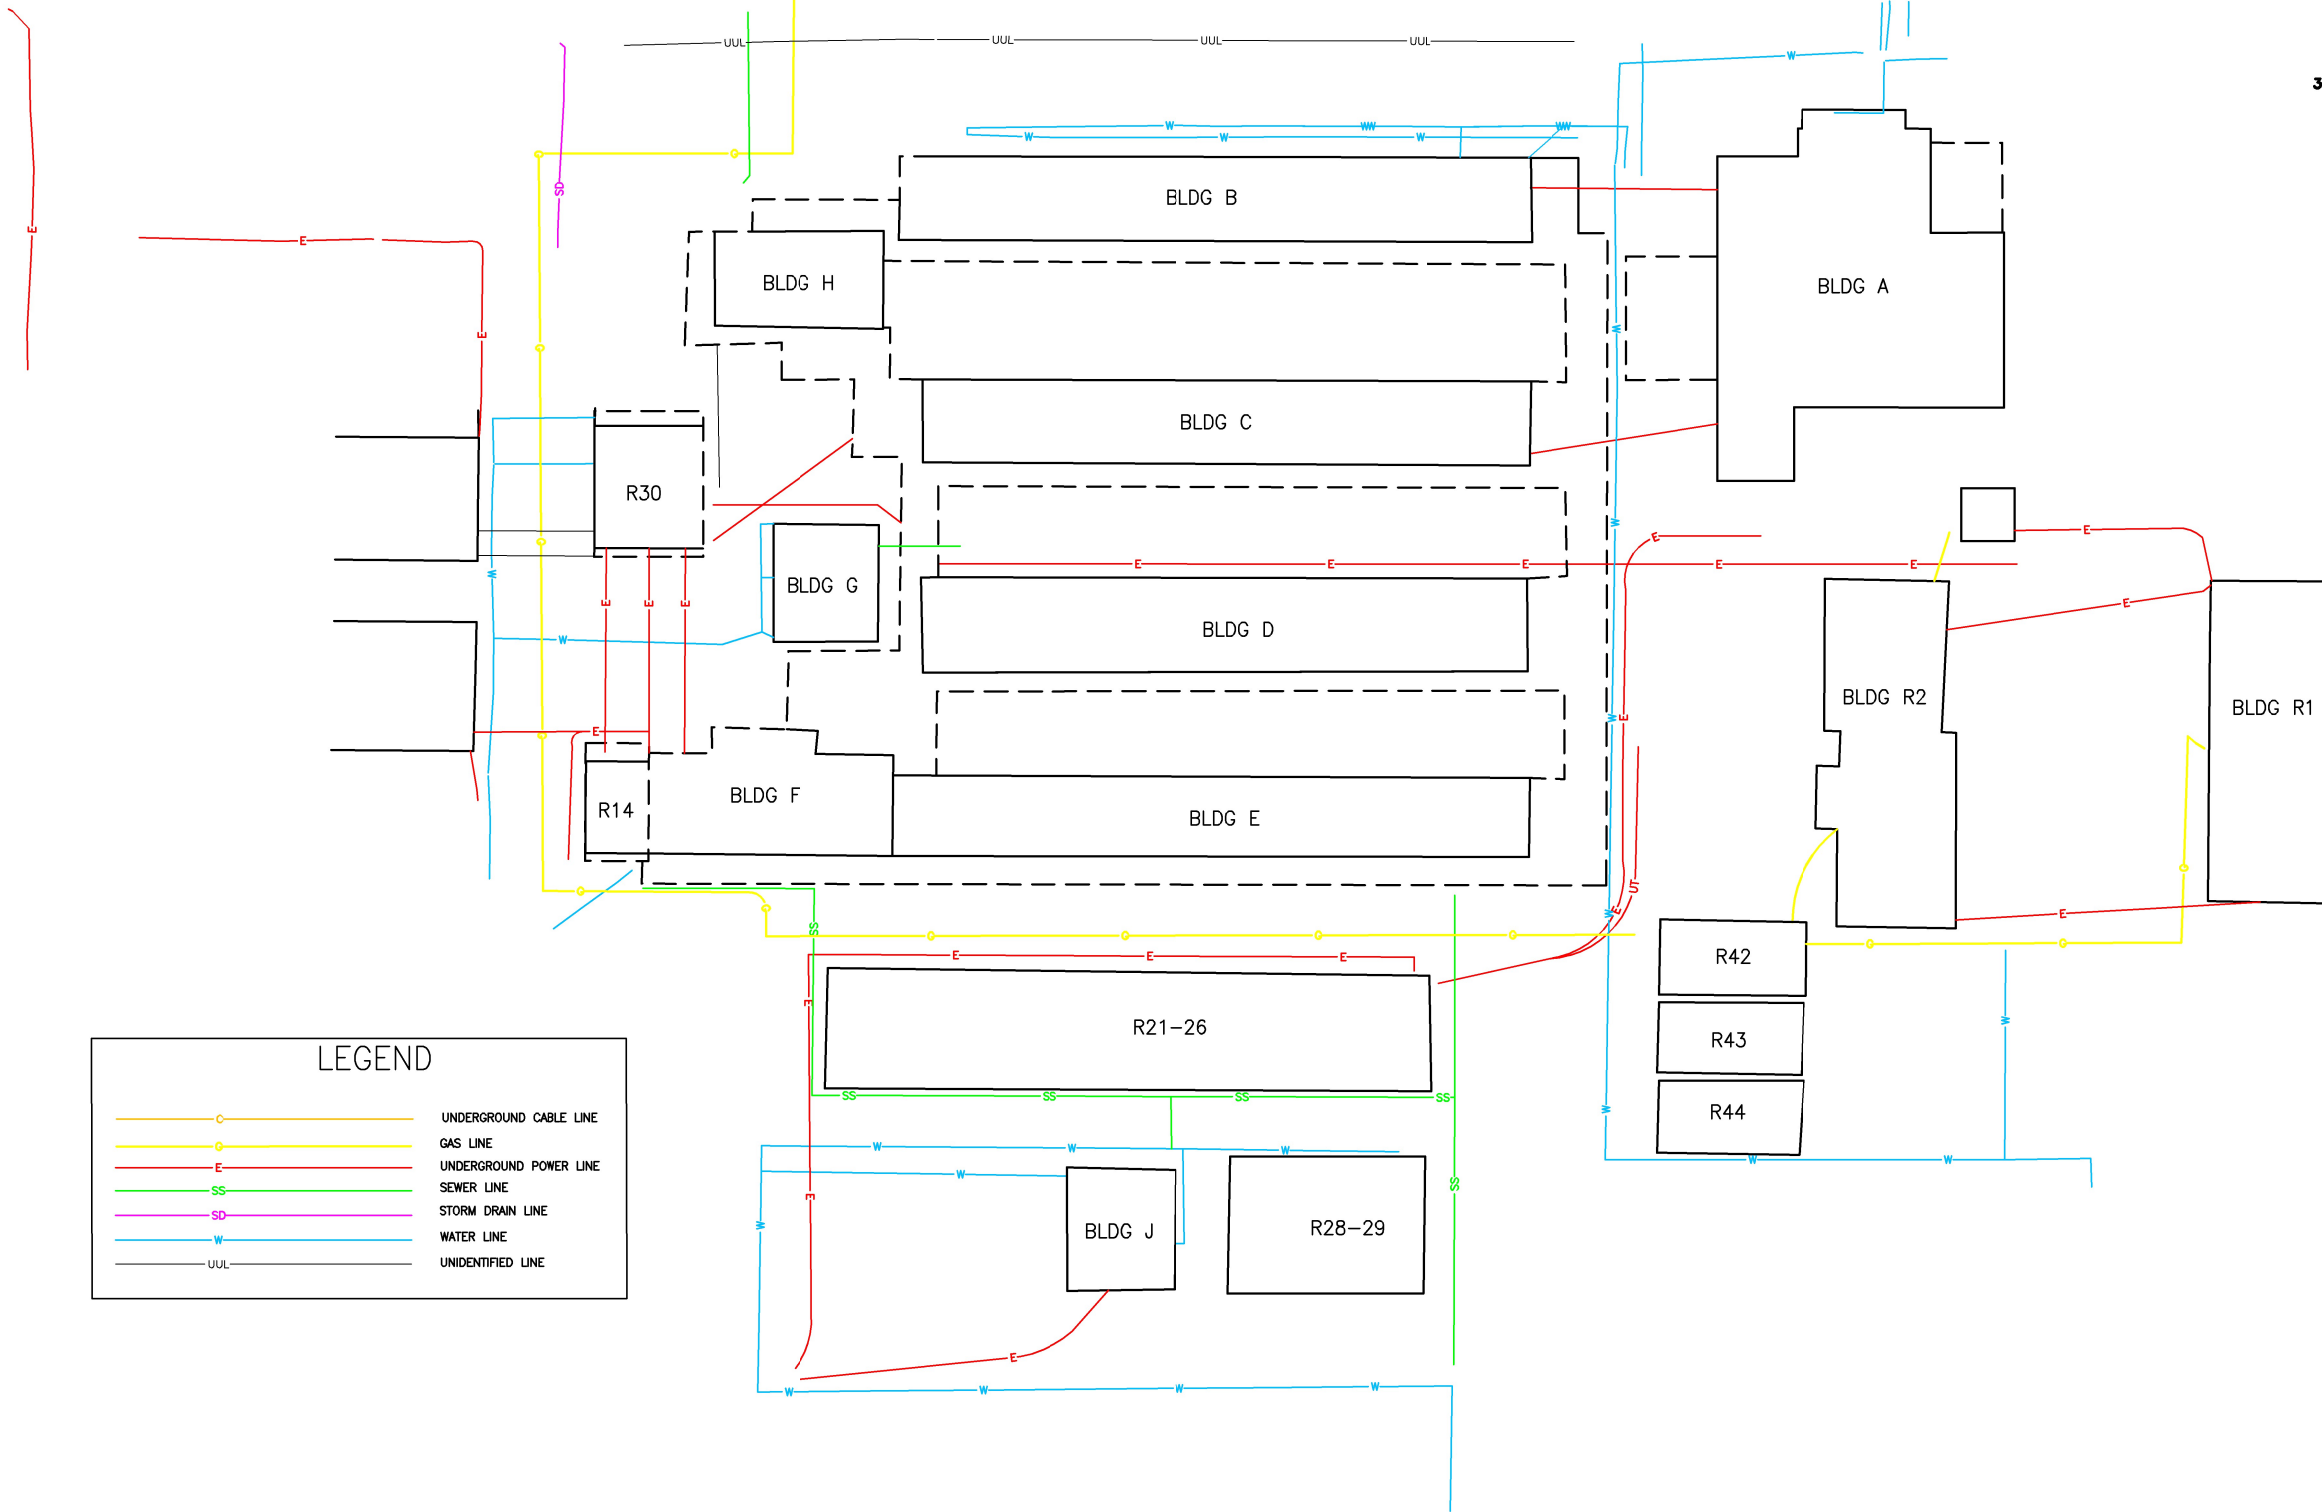 UUL UUL UUL UUL
W
3
W WW WW
G G
W W W
SD
BLDG B
E
E
BLDG H
BLDG A
E
W
G
BLDG C
R30
W
E
E
G
E E E E E
W
BLDG G
E E E
E
BLDG D
W
BLDG R2
BLDG R1
W E
E
G
BLDG F
R14
BLDG E
G
G
E
W
E
SS
G G G G
G G
E E E
R42
E
R21-26
W
R43
LEGEND
SS SS SS SS
W
R44
C UNDERGROUND CABLE LINE
G GAS LINE
E UNDERGROUND POWER LINE
SS SEWER LINE
SD STORM DRAIN LINE
W WATER LINE
UUL UNIDENTIFIED LINE
W W W
W W
W
E
SS
W
BLDG J
R28-29
E
W W W W